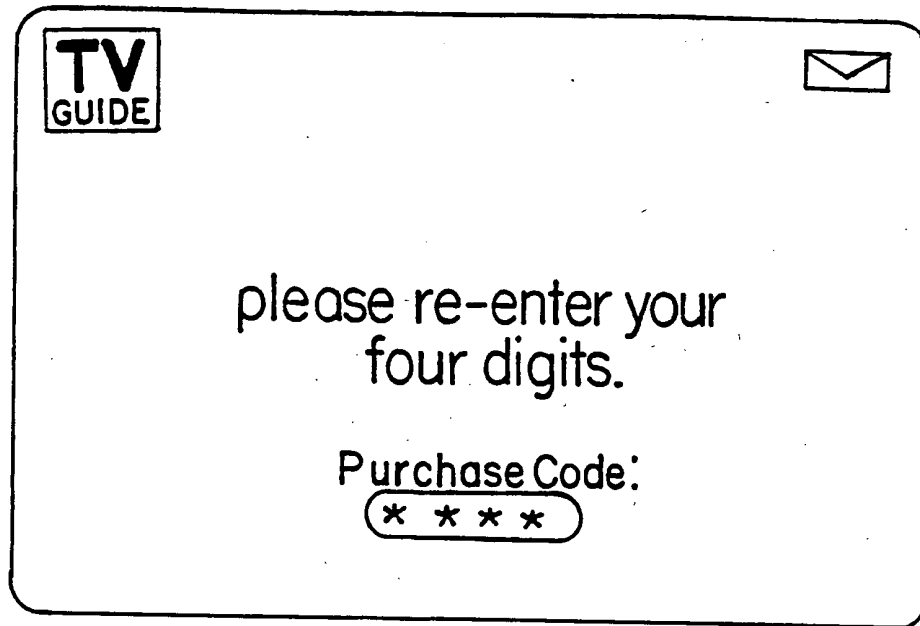 TV
GUIDE
please re-enter your
four digits.
Purchase Code:
* * * *